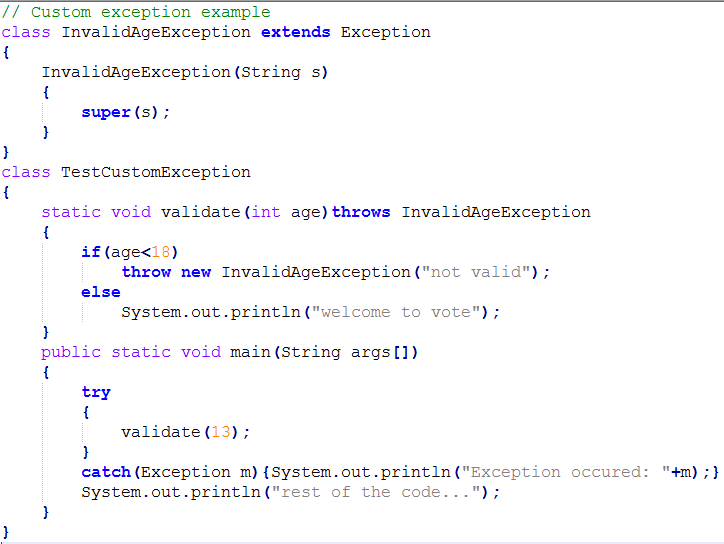 // Custom exception example
class InvalidAgeException extends Exception
{
    InvalidAgeException(String s)
    {
        super(s);
    }
}
class TestCustomException
{
    static void validate(int age)throws InvalidAgeException
    {
        if(age<18)
            throw new InvalidAgeException("not valid");
        else
            System.out.println("welcome to vote");
    }
    public static void main(String args[])
    {
        try
        {
            validate(13);
        }
        catch(Exception m){System.out.println("Exception occured: "+m);}
        System.out.println("rest of the code...");
    }
}